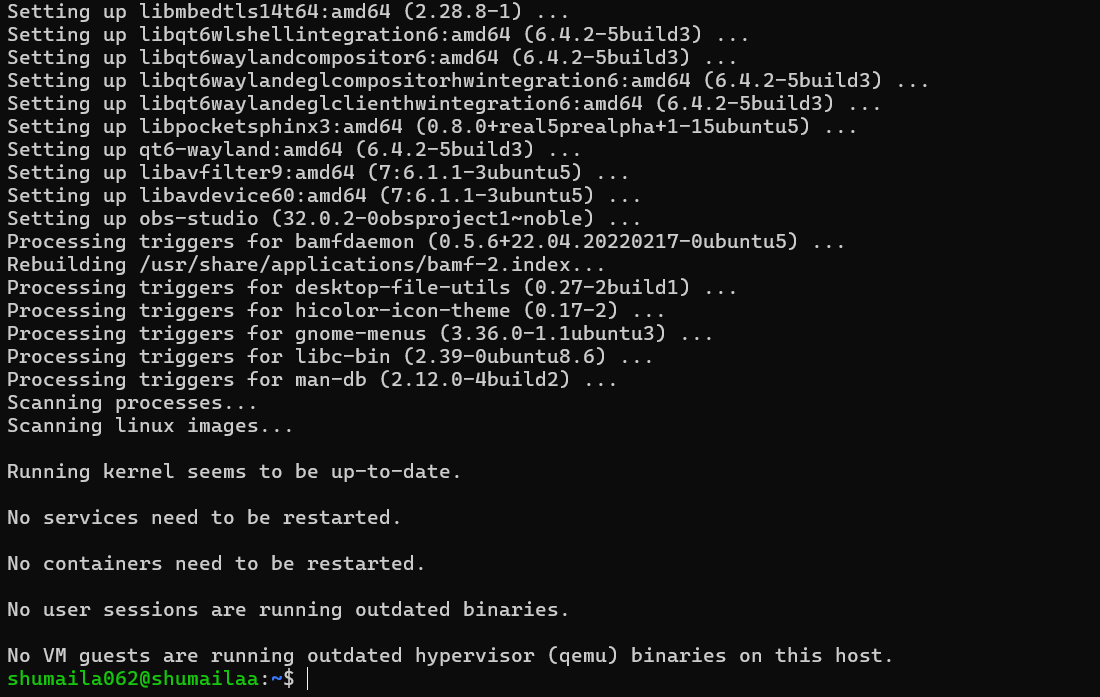 Setting up libmbedtls14t64:amd64 (2.28.8-1) ...
Setting up libqt6wlshellintegration6:amd64 (6.4.2-5build3) ...
Setting up libqt6waylandcompositor6:amd64 (6.4.2-5build3) ...
Setting up libqt6waylandeglcompositorhwintegration6:amd64 (6.4.2-5build3) ...
Setting up libqt6waylandeglclienthwintegration6:amd64 (6.4.2-5build3) ...
Setting up libpocketsphinx3:amd64 (0.8.0+real5prealpha+1-15ubuntu5) ...
Setting up qt6-wayland:amd64 (6.4.2-5build3) ...
Setting up libavfilter9:amd64 (7:6.1.1-3ubuntu5) ...
Setting up libavdevice60:amd64 (7:6.1.1-3ubuntu5) ...
Setting up obs-studio (32.0.2-0obsproject1~noble) ...
Processing triggers for bamfdaemon (0.5.6+22.04.20220217-0ubuntu5) ...
Rebuilding /usr/share/applications/bamf-2.index...
Processing triggers for desktop-file-utils (0.27-2build1) ...
Processing triggers for hicolor-icon-theme (0.17-2) ...
Processing triggers for gnome-menus (3.36.0-1.1ubuntu3) ...
Processing triggers for libc-bin (2.39-0ubuntu8.6) ...
Processing triggers for man-db (2.12.0-4build2) ...
Scanning processes...
Scanning linux images...

Running kernel seems to be up-to-date.

No services need to be restarted.

No containers need to be restarted.

No user sessions are running outdated binaries.

No VM guests are running outdated hypervisor (qemu) binaries on this host.
shumaila062@shumailaa:~$